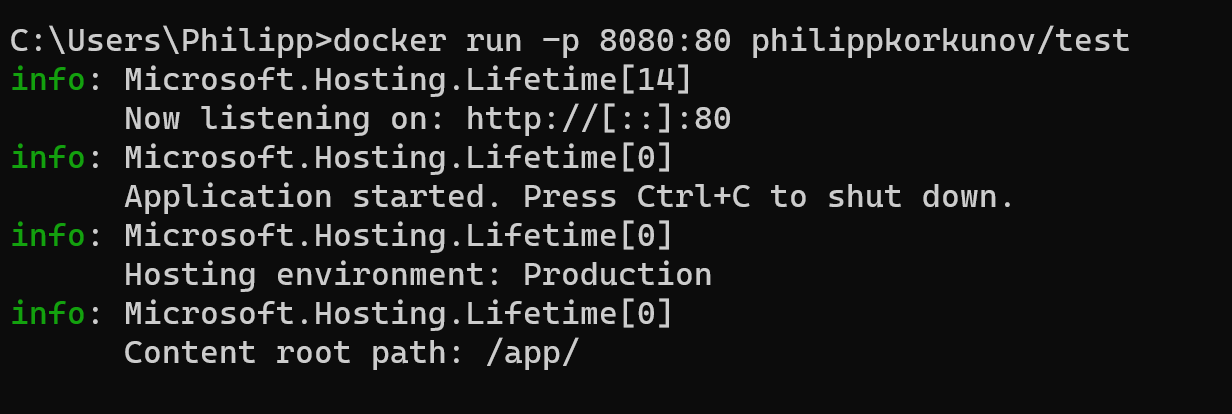 C:\Users\Philipp>docker run -p 8080:80 philippkorkunov/test
info: Microsoft.Hosting.Lifetime[14]
      Now listening on: http://[::]:80
info: Microsoft.Hosting.Lifetime[0]
      Application started. Press Ctrl+C to shut down.
info: Microsoft.Hosting.Lifetime[0]
      Hosting environment: Production
info: Microsoft.Hosting.Lifetime[0]
      Content root path: /app/